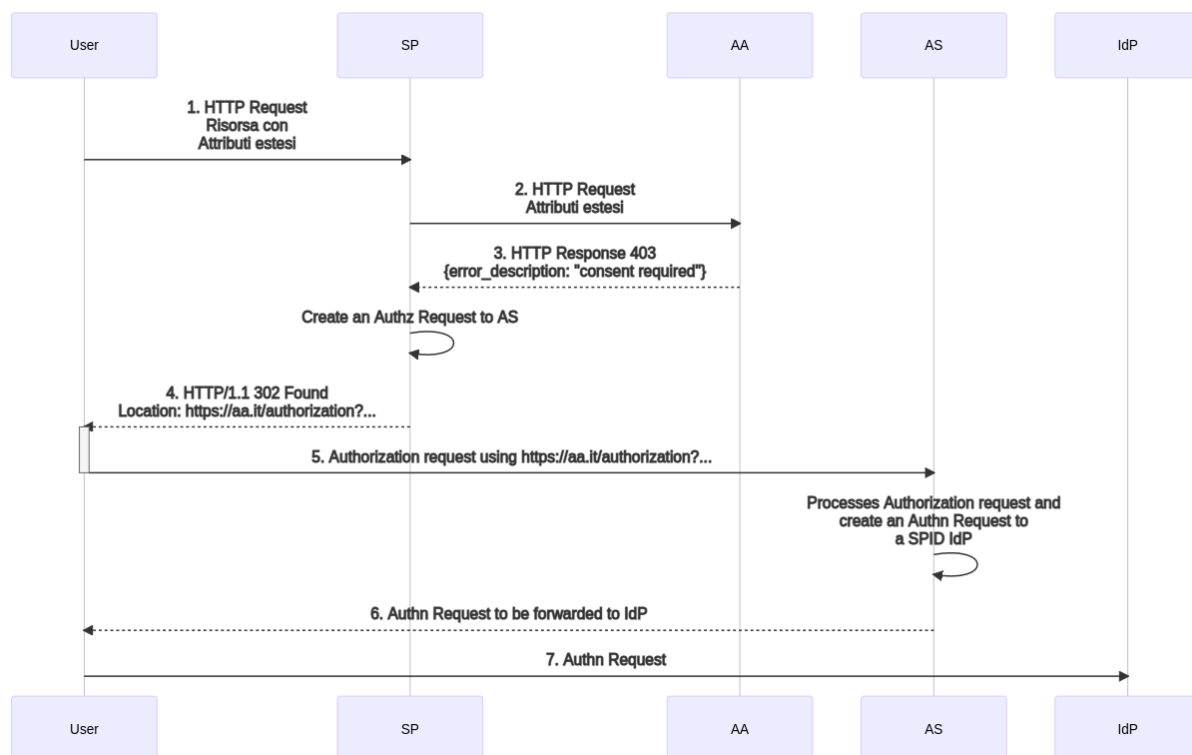 User
SP
AA
AS
IdP
1. HTTP Request
Risorsa con
Attributi estesi
2. HTTP Request
Attributi estesi
3. HTTP Response 403
{error_description: "consent required"}
Create an Authz Request to AS
4. HTTP/1.1 302 Found
Location: https://aa.it/authorization?...
5. Authorization request using https://aa.it/authorization?...
Processes Authorization request and
create an Authn Request to
a SPID IdP
6. Authn Request to be forwarded to IdP
7. Authn Request
User
SP
AA
AS
IdP